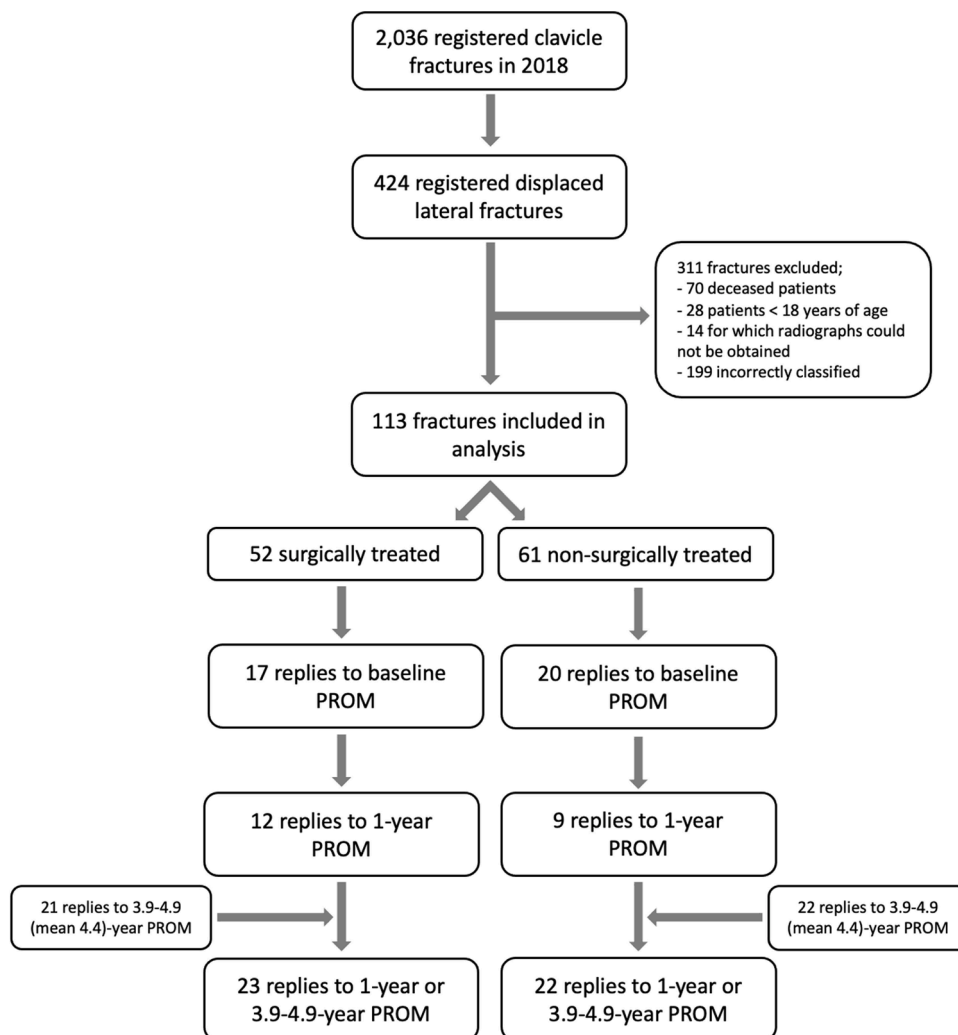 2,036 registered clavicle
fractures in 2018
424 registered displaced
lateral fractures
311 fractures excluded;
- 70 deceased patients
- 28 patients < 18 years of age
- 14 for which radiographs could
not be obtained
- 199 incorrectly classified
113 fractures included in
analysis
52 surgically treated
61 non-surgically treated
17 replies to baseline
PROM
20 replies to baseline
PROM
12 replies to 1-year
PROM
9 replies to 1-year
PROM
21 replies to 3.9-4.9
(mean 4.4)-year PROM
22 replies to 3.9-4.9
(mean 4.4)-year PROM
23 replies to 1-year or
3.9-4.9-year PROM
22 replies to 1-year or
3.9-4.9-year PROM